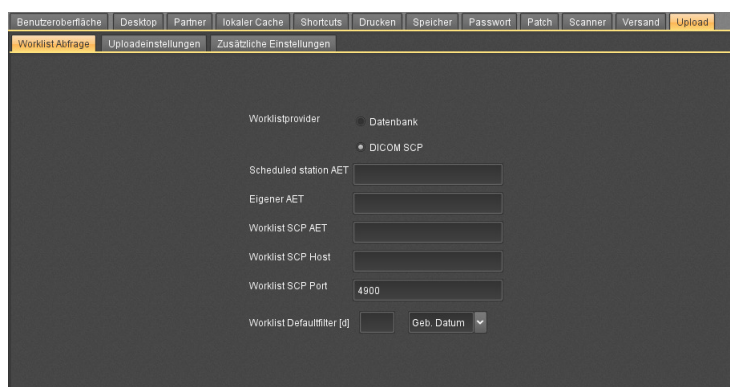 Benutzeroberfläche Desktop Partner lokaler Cache Shortcuts Drucken Speicher Passwort Patch Scanner Versand Upload
Worklist Abfrage Uploadeinstellungen Zusätzliche Einstellungen
Worklistprovider Datenbank
DICOM SCP
Scheduled station AET
Eigener AET
Worklist SCP AET
Worklist SCP Host
Worklist SCP Port 4900
Worklist Defaultfilter [d] Geb. Datum